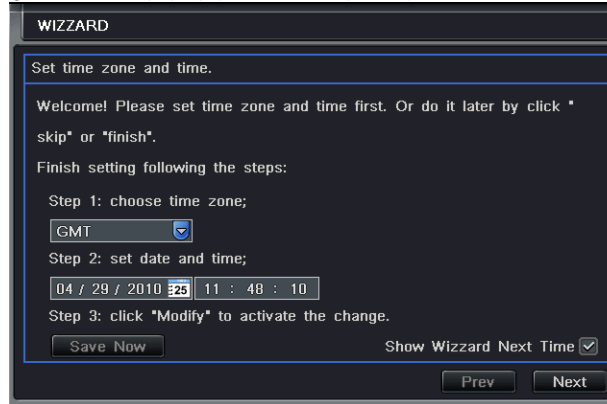 WIZZARD
Set time zone and time.
Welcome! Please set time zone and time first. Or do it later by click "
skip" or "finish".
Finish setting following the steps:
Step 1: choose time zone;
GMT
Step 2: set date and time;
04 / 29 / 2010 25 11 : 48 : 10
Step 3: click "Modify" to activate the change.
Save Now Show Wizzard Next Time
Prev Next